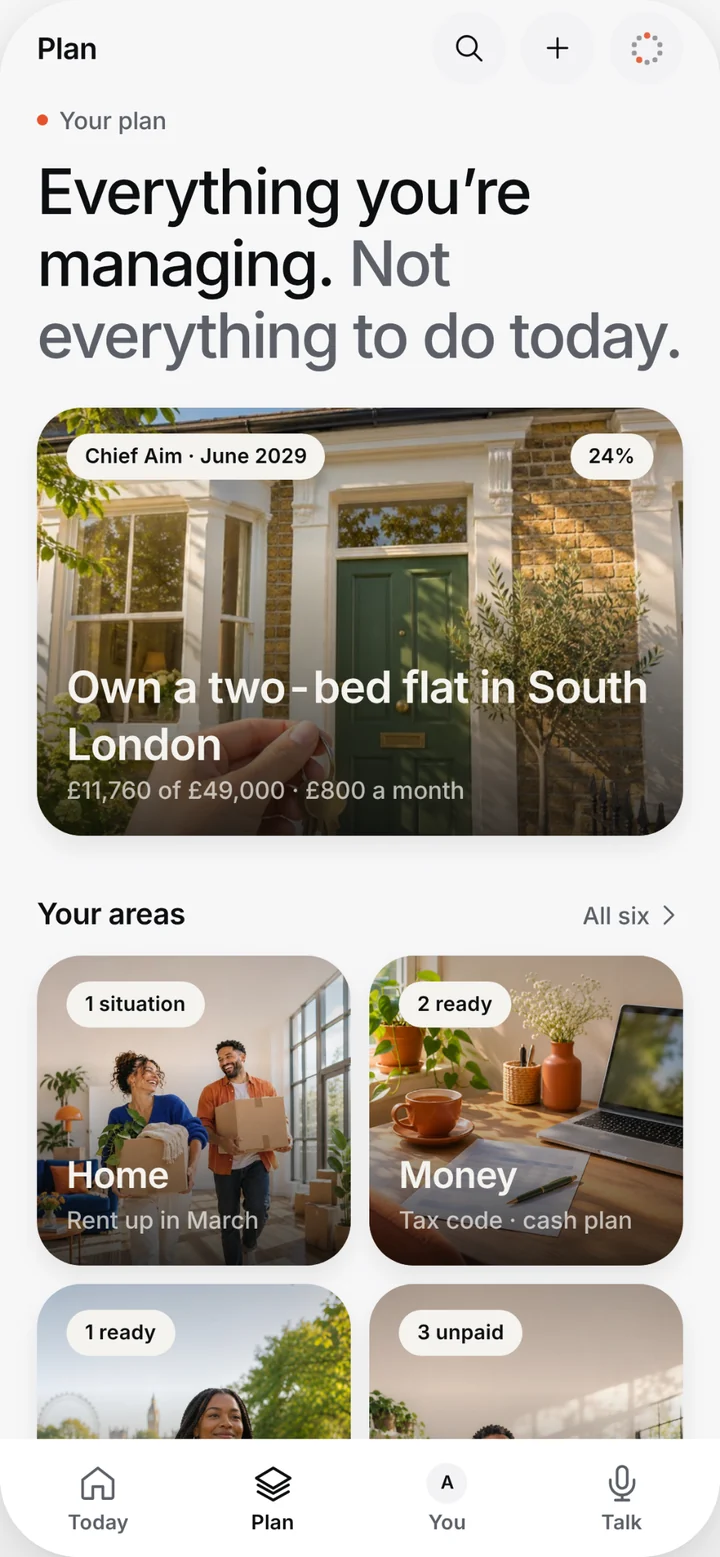 Plan
Your plan
Everything you’re
managing. Not
everything to do today.
Chief Aim · June 2029
24%
Own a two-bed flat in South
London
£11,760 of £49,000 · £800 a month
Your areas
All six
1 situation
2 ready
Home
Rent up in March
Money
Tax code · cash plan
1 ready
3 unpaid
A
Today
Plan
You
Talk